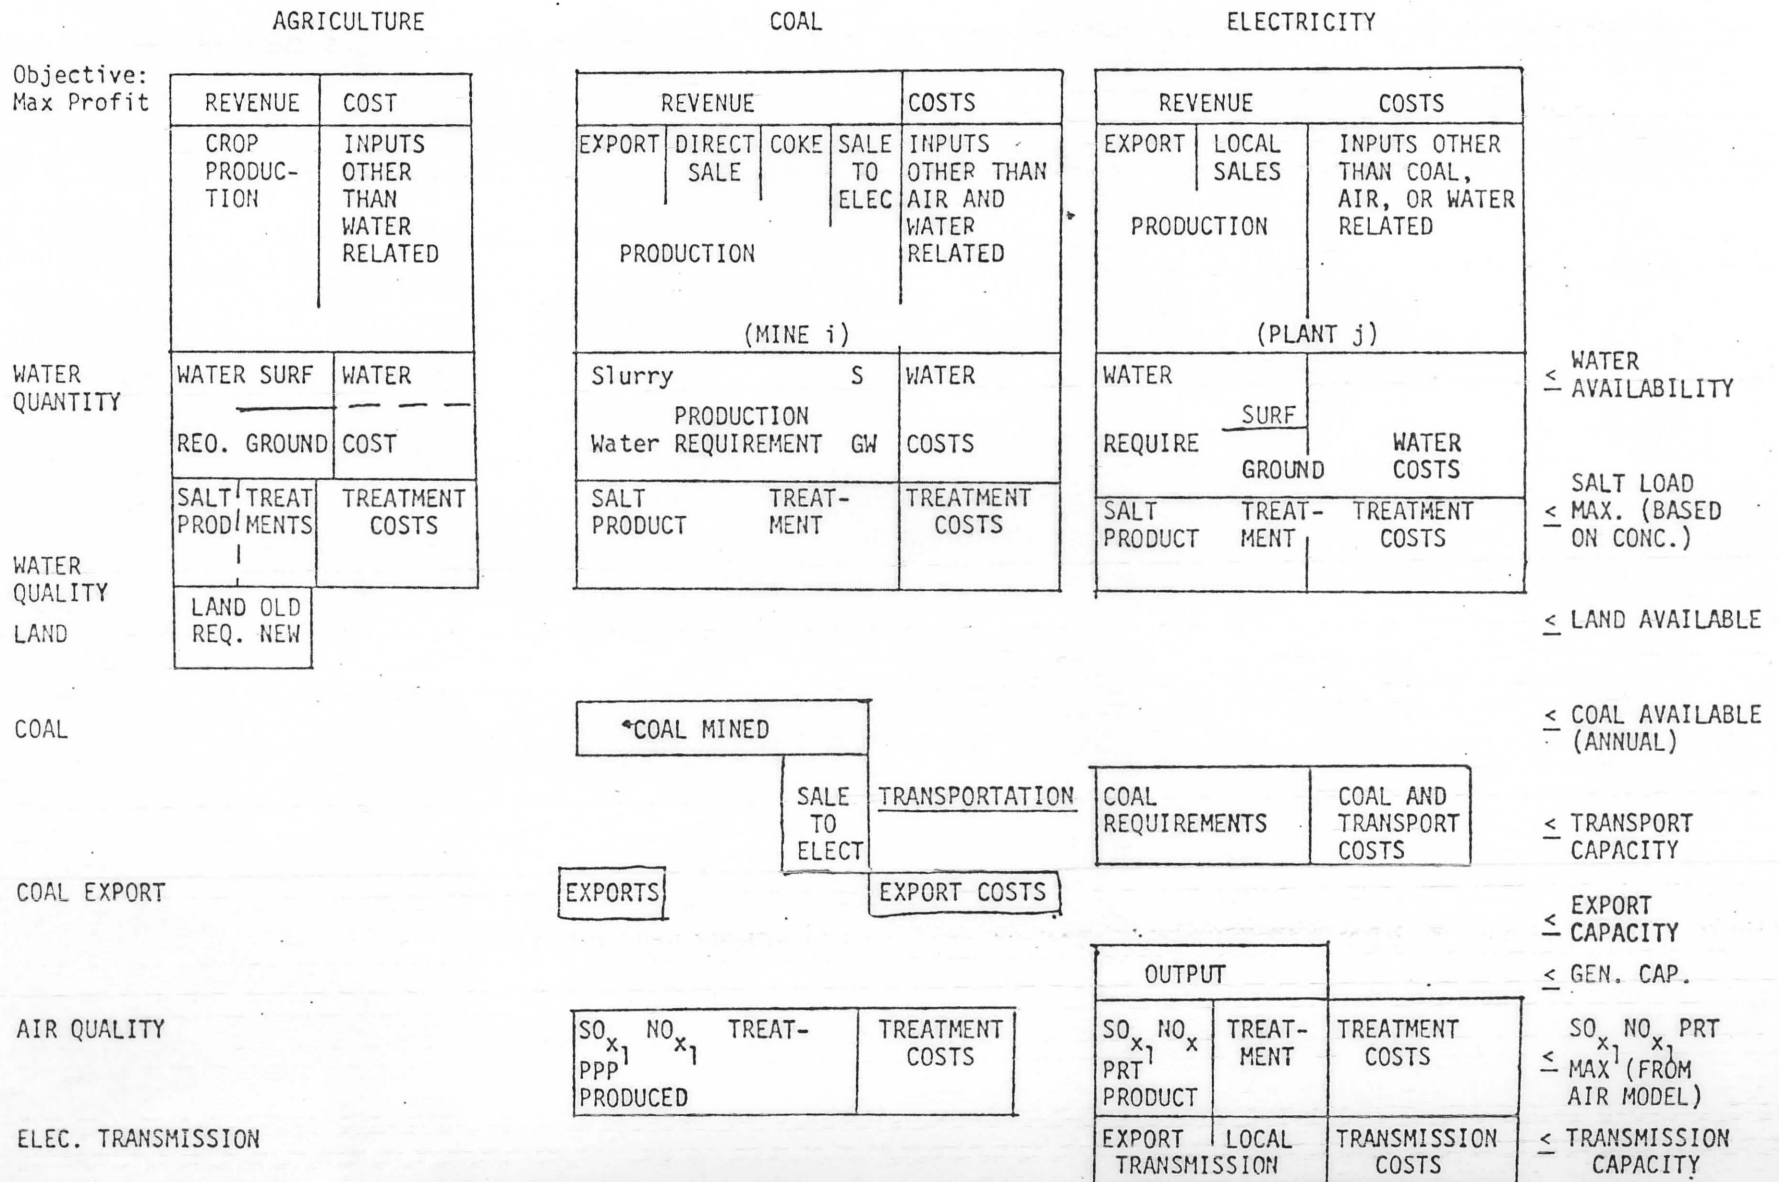 AGRICULTURE COAL ELECTRICITY
Objective:
Max Profit
REVENUE COST
CROP
PRODUC-
TION
INPUTS
OTHER
THAN
WATER
RELATED
REVENUE COSTS
EXPORT DIRECT
SALE
COKE SALE
TO
ELEC
INPUTS
OTHER THAN
AIR AND
WATER
RELATED
PRODUCTION
(MINE i)
REVENUE COSTS
EXPORT LOCAL
SALES
PRODUCTION
INPUTS OTHER
THAN COAL,
AIR, OR WATER
RELATED
(PLANT j)
WATER
QUANTITY
WATER SURF WATER
REQ. GROUND COST
Slurry S WATER
PRODUCTION
Water REQUIREMENT GW COSTS
WATER
SURF
REQUIRE WATER
GROUND COSTS
≤ WATER
AVAILABILITY
WATER
QUALITY
SALT TREAT TREATMENT
PROD MENTS COSTS
SALT TREAT- TREATMENT
PRODUCT MENT COSTS
SALT TREAT- TREATMENT
PRODUCT MENT COSTS
SALT LOAD
≤ MAX. (BASED
ON CONC.)
LAND
LAND OLD
REQ. NEW
≤ LAND AVAILABLE
COAL
COAL MINED
≤ COAL AVAILABLE
(ANNUAL)
SALE
TO
ELECT
TRANSPORTATION
COAL
REQUIREMENTS
COAL AND
TRANSPORT
COSTS
≤ TRANSPORT
CAPACITY
COAL EXPORT
EXPORTS EXPORT COSTS
≤ EXPORT
CAPACITY
OUTPUT
≤ GEN. CAP.
AIR QUALITY
SOx, NOx, TREAT-
PPP
PRODUCED
TREATMENT
COSTS
SOx, NOx
PRT
PRODUCT
TREAT-
MENT
TREATMENT
COSTS
SOx, NOx, PRT
≤ MAX (FROM
AIR MODEL)
ELEC. TRANSMISSION
EXPORT LOCAL
TRANSMISSION
TRANSMISSION
COSTS
≤ TRANSMISSION
CAPACITY